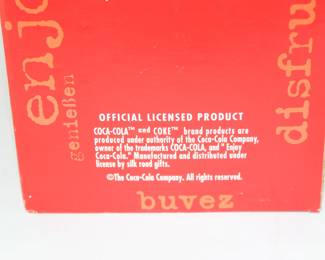 enjo
genießen
disfru
OFFICIAL LICENSED PRODUCT
COCA-COLA™ and COKE™ brand products are
produced under authority of the Coca-Cola Company,
owner of the trademarks COCA-COLA, and "Enjoy
Coca-Cola." Manufactured and distributed under
license by silk road gifts.
©The Coca-Cola Company. All rights reserved.
buvez